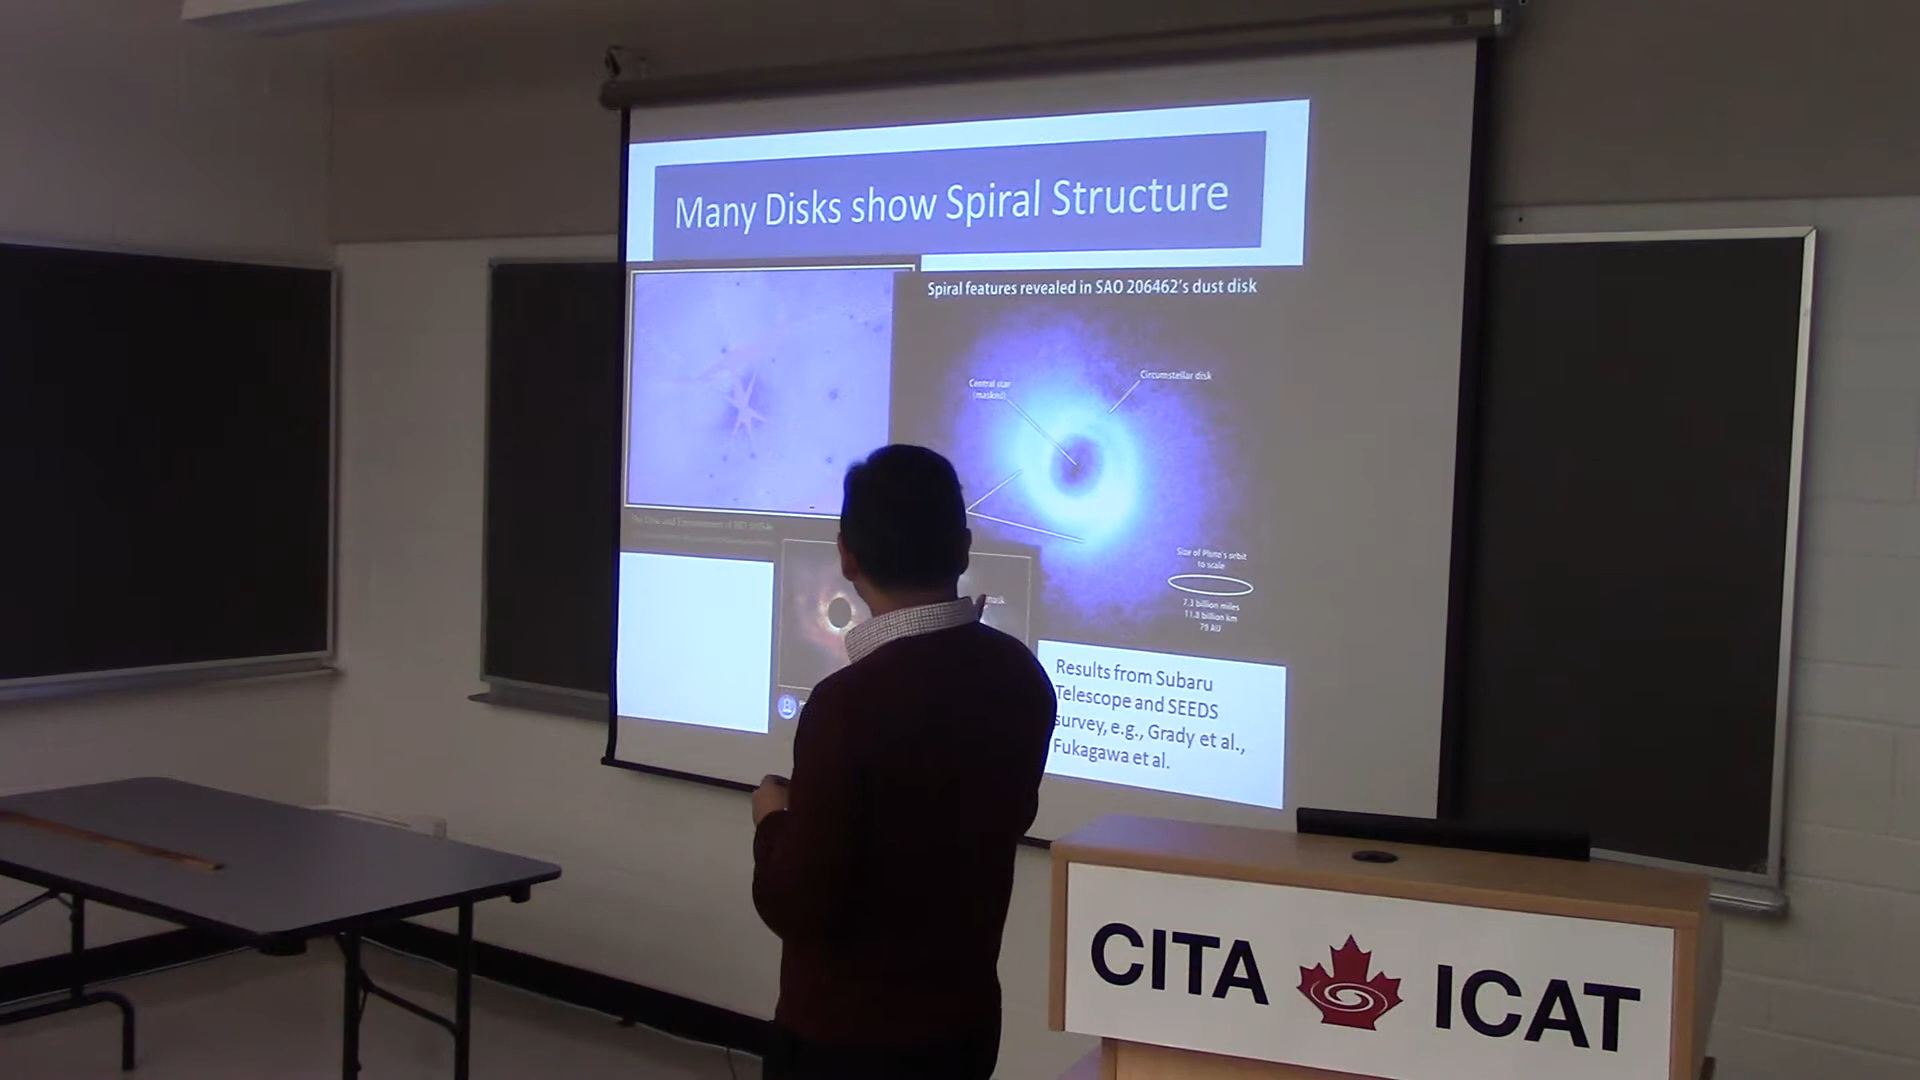 Many Disks show Spiral Structure
Spiral features revealed in SAO 206462's dust disk
Central star
(masked)
Circumstellar disk
Size of Pluto's orbit
to scale
7.3 billion miles
11.8 billion km
79 AU
mask
Results from Subaru
Telescope and SEEDS
survey, e.g., Grady et al.,
Fukagawa et al.
CITA ICAT